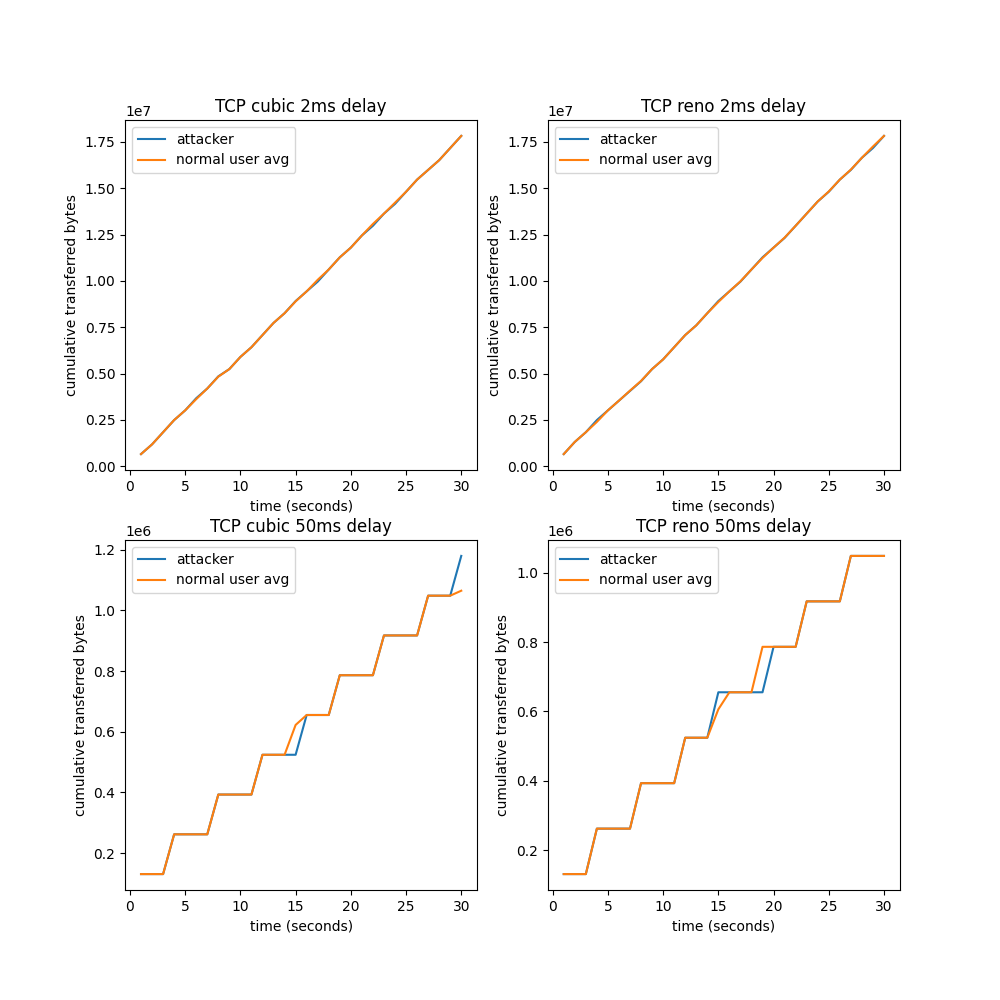 TCP cubic 2ms delay
1e7
attacker
normal user avg
cumulative transferred bytes
1.75
1.50
1.25
1.00
0.75
0.50
0.25
0.00
0 5 10 15 20 25 30
time (seconds)
TCP reno 2ms delay
1e7
attacker
normal user avg
cumulative transferred bytes
1.75
1.50
1.25
1.00
0.75
0.50
0.25
0.00
0 5 10 15 20 25 30
time (seconds)
TCP cubic 50ms delay
1e6
attacker
normal user avg
cumulative transferred bytes
1.2
1.0
0.8
0.6
0.4
0.2
0 5 10 15 20 25 30
time (seconds)
TCP reno 50ms delay
1e6
attacker
normal user avg
cumulative transferred bytes
1.0
0.8
0.6
0.4
0.2
0 5 10 15 20 25 30
time (seconds)